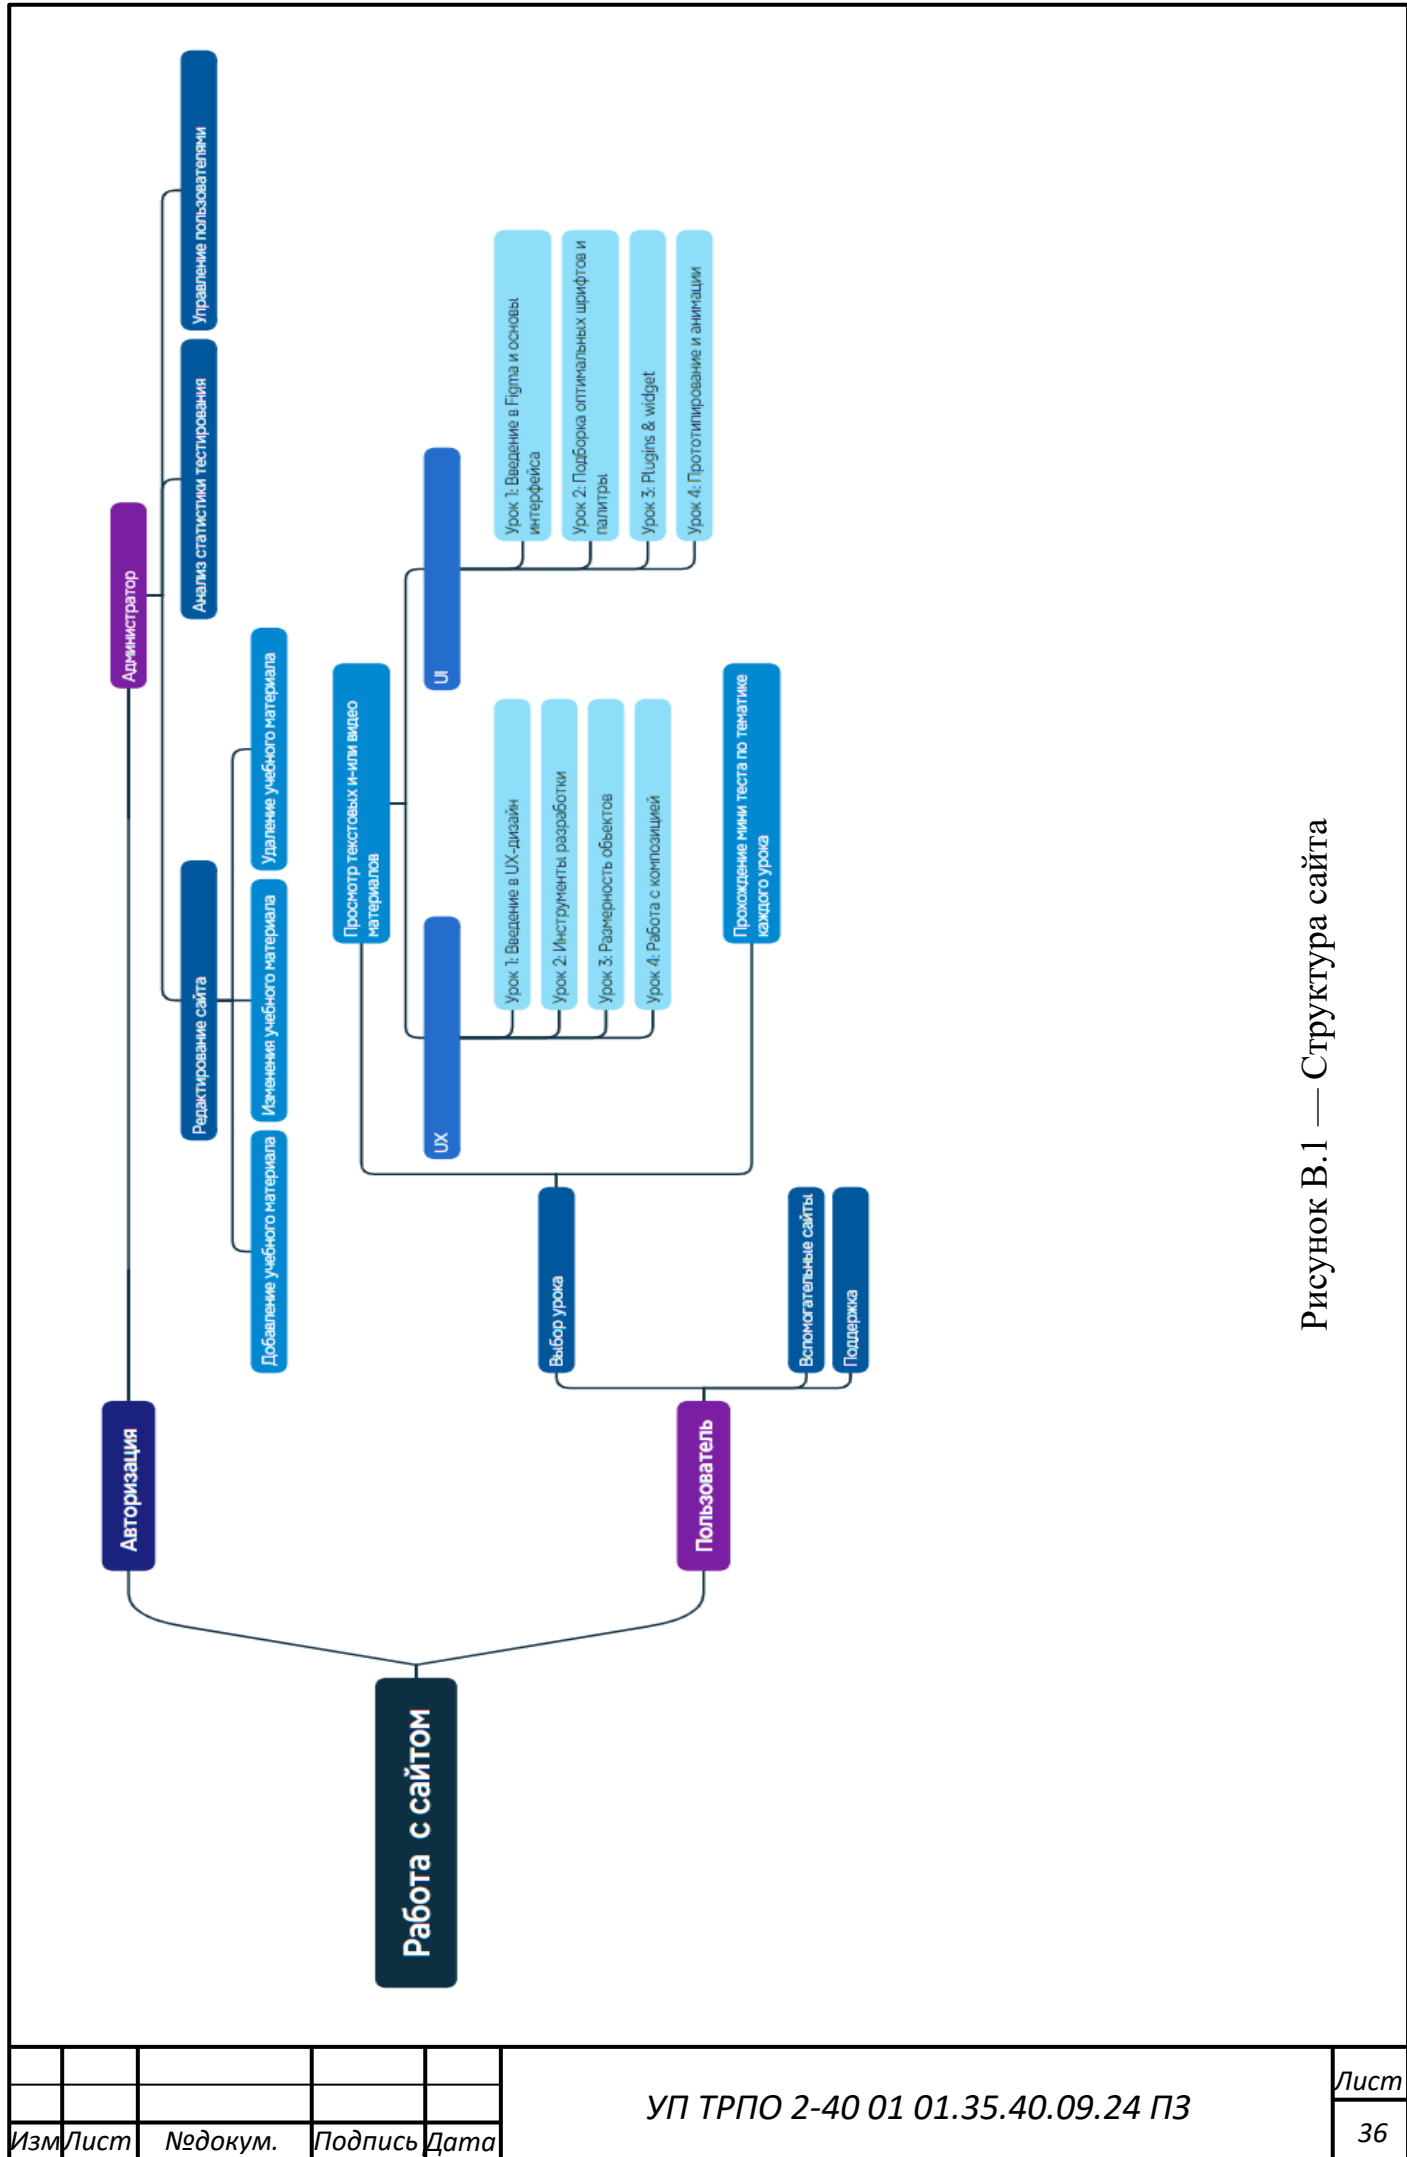 Работа с сайтом
Авторизация
Администратор
Редактирование сайта
Добавление учебного материала
Изменения учебного материала
Удаление учебного материала
Анализ статистики тестирования
Управление пользователями
Пользователь
Выбор урока
Просмотр текстовых и-или видео
материалов
UX
Урок 1: Введение в UX-дизайн
Урок 2: Инструменты разработки
Урок 3: Размерность объектов
Урок 4: Работа с композицией
UI
Урок 1: Введение в Figma и основы
интерфейса
Урок 2: Подборка оптимальных шрифтов и
палитры
Урок 3: Plugins & widget
Урок 4: Прототипирование и анимации
Прохождение мини теста по тематике
каждого урока
Вспомогательные сайты
Поддержка
Рисунок В.1 — Структура сайта
Изм Лист №докум. Подпись Дата
УП ТРПО 2-40 01 01.35.40.09.24 ПЗ
Лист
36